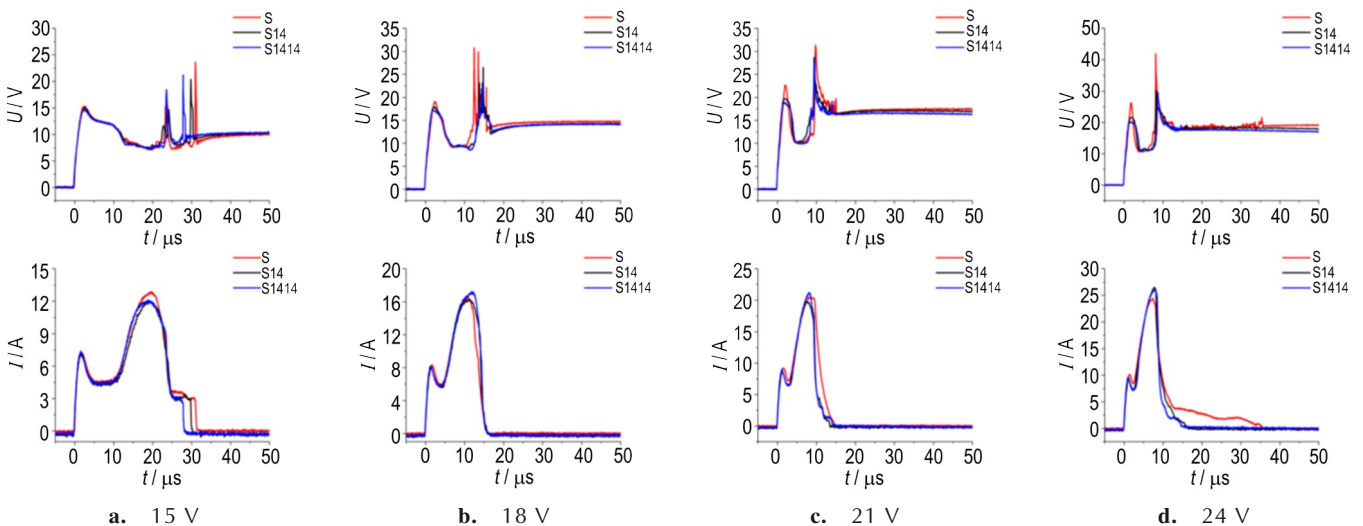 S
S14
S1414
30
25
20
15
10
5
0
U / V
0 10 20 30 40 50
t / μs
S
S14
S1414
35
30
25
20
15
10
5
0
U / V
0 10 20 30 40 50
t / μs
S
S14
S1414
35
30
25
20
15
10
5
0
U / V
0 10 20 30 40 50
t / μs
S
S14
S1414
50
40
30
20
10
0
U / V
0 10 20 30 40 50
t / μs
S
S14
S1414
15
12
9
6
3
0
I / A
0 10 20 30 40 50
t / μs
S
S14
S1414
20
16
12
8
4
0
I / A
0 10 20 30 40 50
t / μs
S
S14
S1414
25
20
15
10
5
0
I / A
0 10 20 30 40 50
t / μs
S
S14
S1414
30
25
20
15
10
5
0
I / A
0 10 20 30 40 50
t / μs
a. 15 V
b. 18 V
c. 21 V
d. 24 V